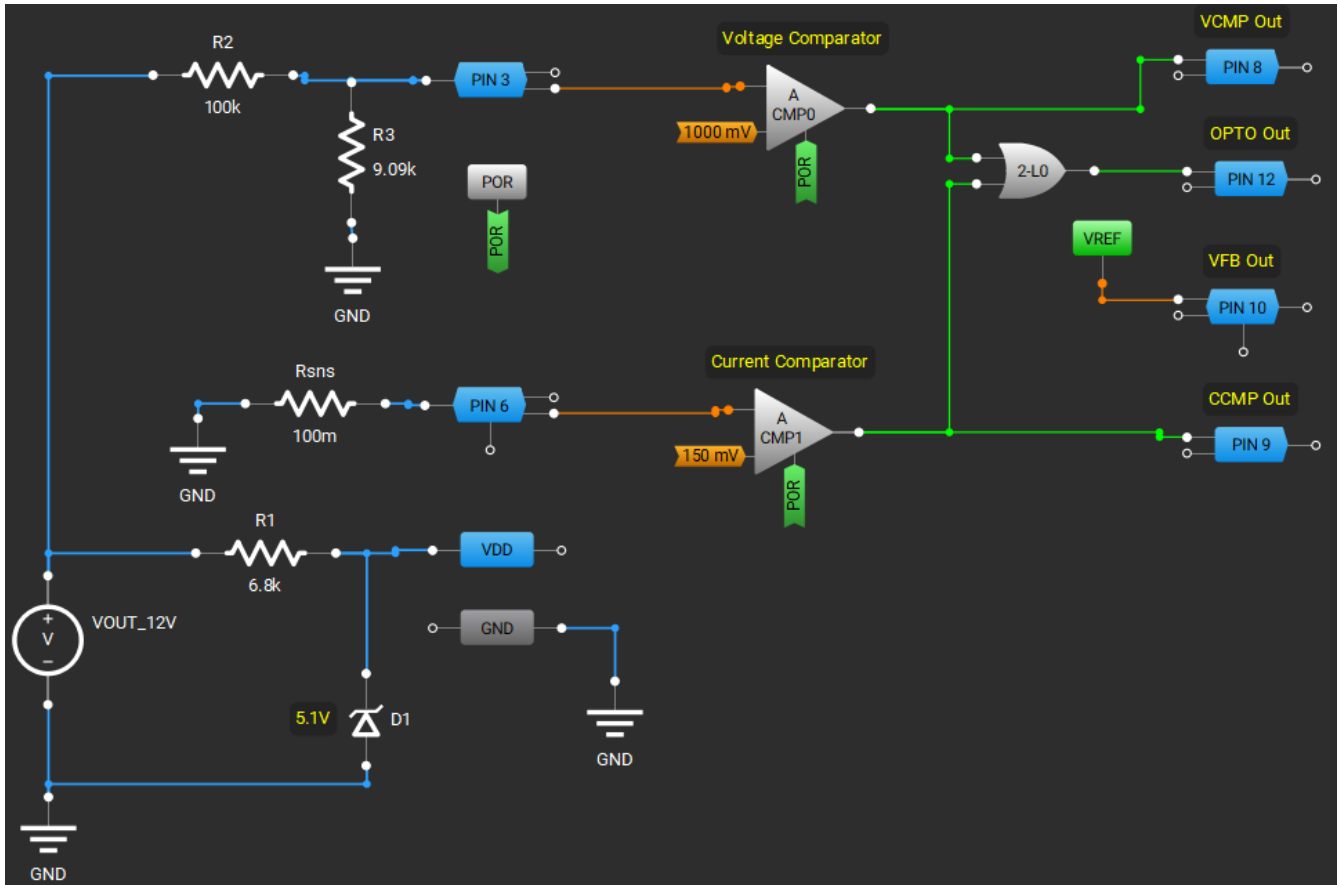 VCMP Out
R2
Voltage Comparator
PIN 3
PIN 8
100k
A
CMP0
OPTO Out
R3
1000 mV
9.09k
2-L0
PIN 12
POR
POR
POR
VREF
VFB Out
GND
PIN 10
Current Comparator
Rsns
CCMP Out
PIN 6
A
CMP1
100m
150 mV
PIN 9
GND
POR
R1
VDD
6.8k
+
V
−
VOUT_12V
GND
5.1V
D1
GND
GND